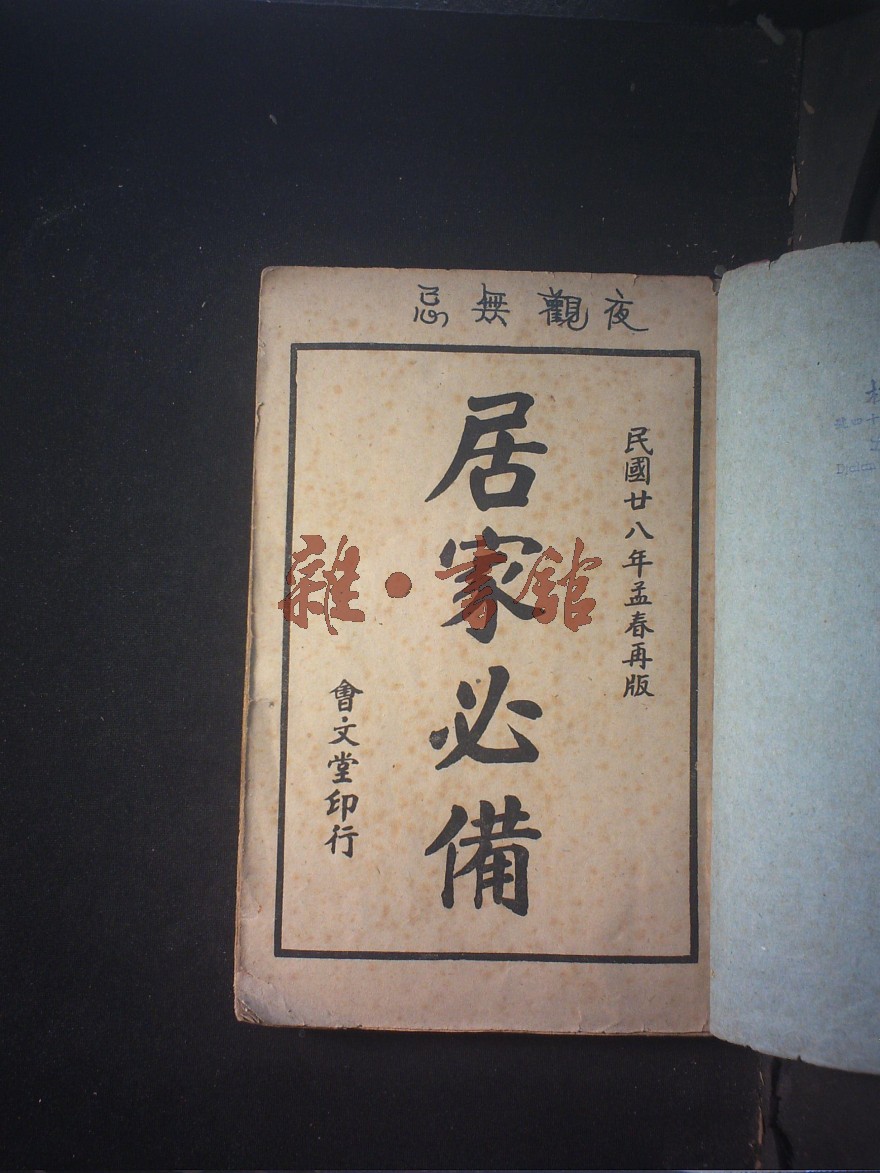 夜觀無忌
民國廿八年孟春再版
居家必備
會文堂印行
雜·書館